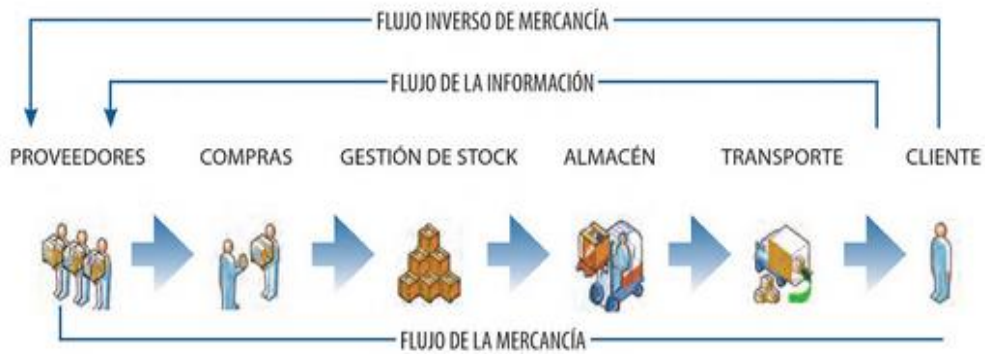 FLUJO INVERSO DE MERCANCÍA
FLUJO DE LA INFORMACIÓN
PROVEEDORES COMPRAS GESTIÓN DE STOCK ALMACÉN TRANSPORTE CLIENTE
FLUJO DE LA MERCANCÍA